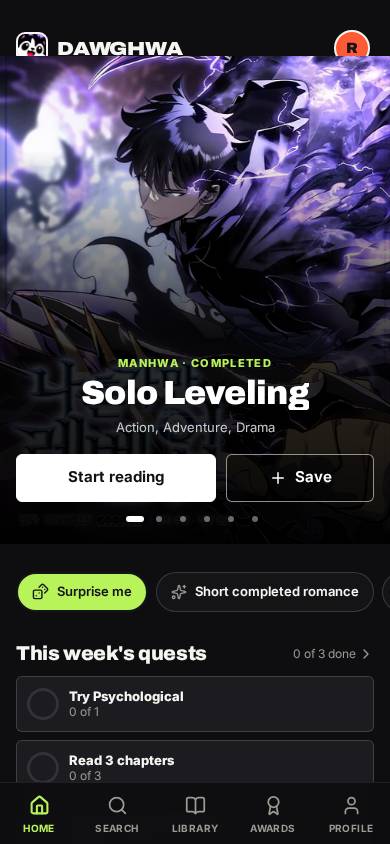 DAWGHWA
R
MANHWA · COMPLETED
Solo Leveling
Action, Adventure, Drama
Start reading
+ Save
Surprise me
Short completed romance
This week's quests
0 of 3 done >
Try Psychological
0 of 1
Read 3 chapters
0 of 3
HOME
SEARCH
LIBRARY
AWARDS
PROFILE